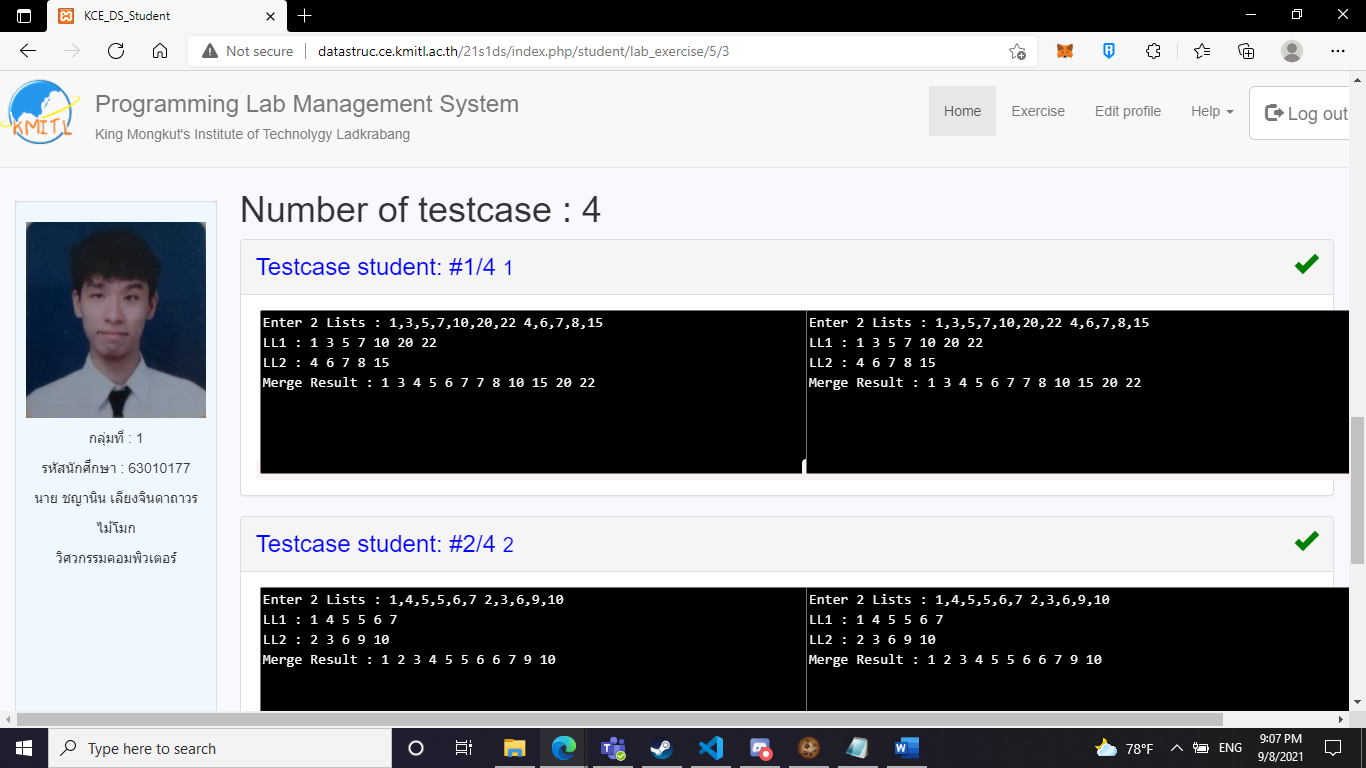 KCE_DS_Student
Not secure
datastruc.ce.kmitl.ac.th/21s1ds/index.php/student/lab_exercise/5/3
KMITL
Programming Lab Management System
King Mongkut's Institute of Technolygy Ladkrabang
Home
Exercise
Edit profile
Help
Log out
กลุ่มที่ : 1
รหัสนักศึกษา : 63010177
นาย ชญานิน เลียงจินดาถาวร
ไม้โมก
วิศวกรรมคอมพิวเตอร์
Number of testcase : 4
Testcase student: #1/4 1
Enter 2 Lists : 1,3,5,7,10,20,22 4,6,7,8,15
LL1 : 1 3 5 7 10 20 22
LL2 : 4 6 7 8 15
Merge Result : 1 3 4 5 6 7 7 8 10 15 20 22
Enter 2 Lists : 1,3,5,7,10,20,22 4,6,7,8,15
LL1 : 1 3 5 7 10 20 22
LL2 : 4 6 7 8 15
Merge Result : 1 3 4 5 6 7 7 8 10 15 20 22
Testcase student: #2/4 2
Enter 2 Lists : 1,4,5,5,6,7 2,3,6,9,10
LL1 : 1 4 5 5 6 7
LL2 : 2 3 6 9 10
Merge Result : 1 2 3 4 5 5 6 6 7 9 10
Enter 2 Lists : 1,4,5,5,6,7 2,3,6,9,10
LL1 : 1 4 5 5 6 7
LL2 : 2 3 6 9 10
Merge Result : 1 2 3 4 5 5 6 6 7 9 10
Type here to search
78°F
ENG
9:07 PM
9/8/2021